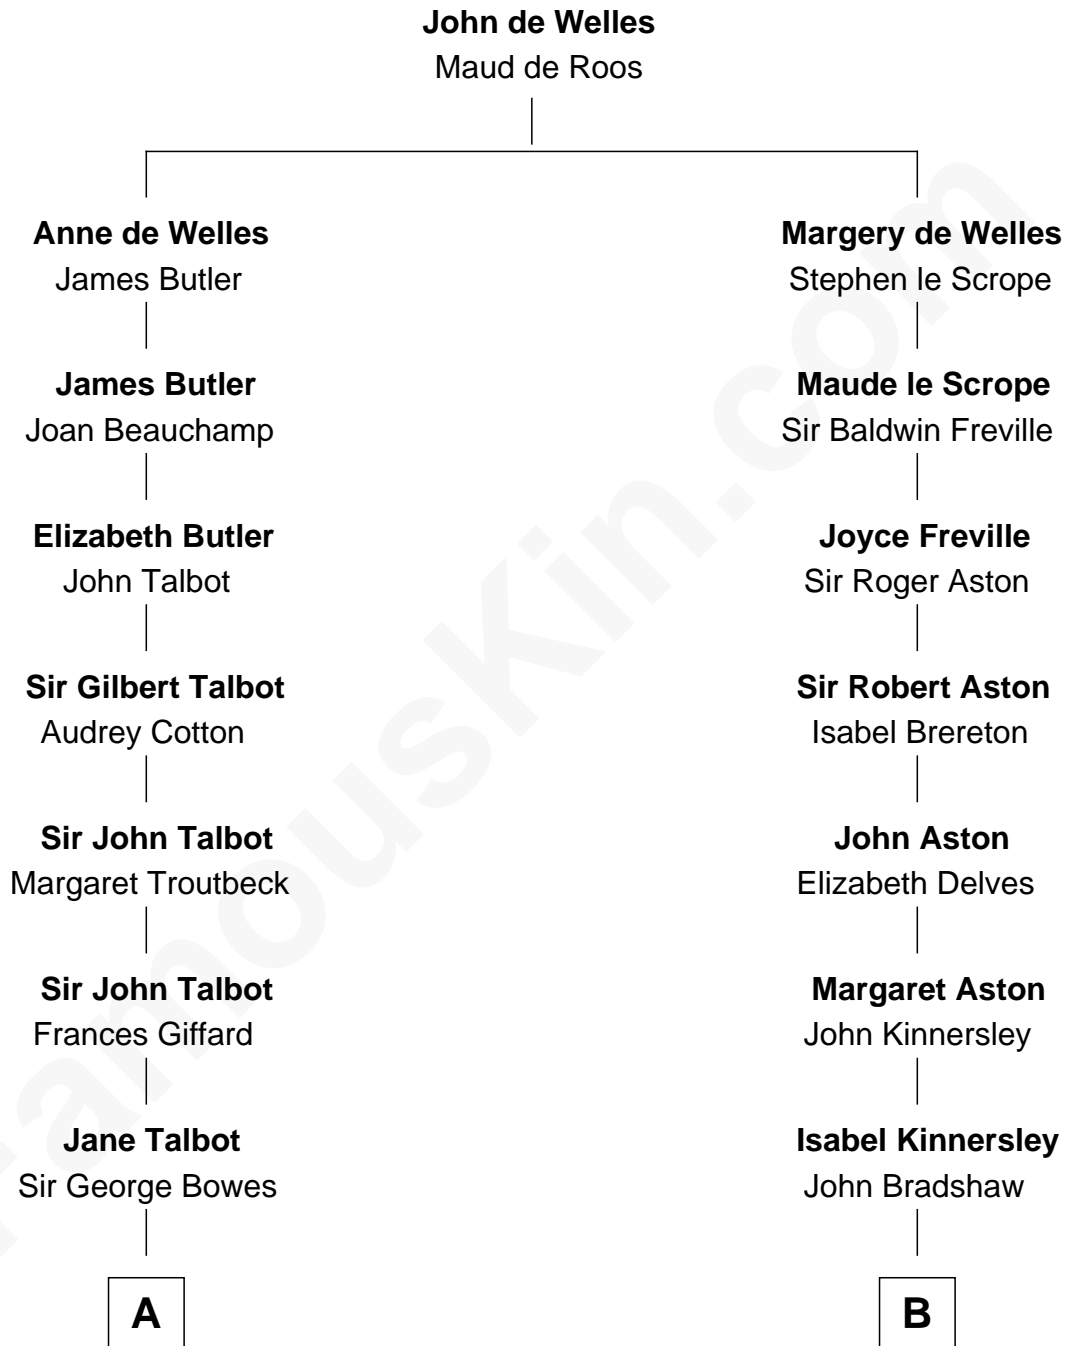 John de Welles
Maud de Roos
Anne de Welles
James Butler
Margery de Welles
Stephen le Scrope
James Butler
Joan Beauchamp
Maude le Scrope
Sir Baldwin Freville
Elizabeth Butler
John Talbot
Joyce Freville
Sir Roger Aston
Sir Gilbert Talbot
Audrey Cotton
Sir Robert Aston
Isabel Brereton
Sir John Talbot
Margaret Troutbeck
John Aston
Elizabeth Delves
Sir John Talbot
Frances Giffard
Margaret Aston
John Kinnersley
Jane Talbot
Sir George Bowes
Isabel Kinnersley
John Bradshaw
A
B
FamousKin.com